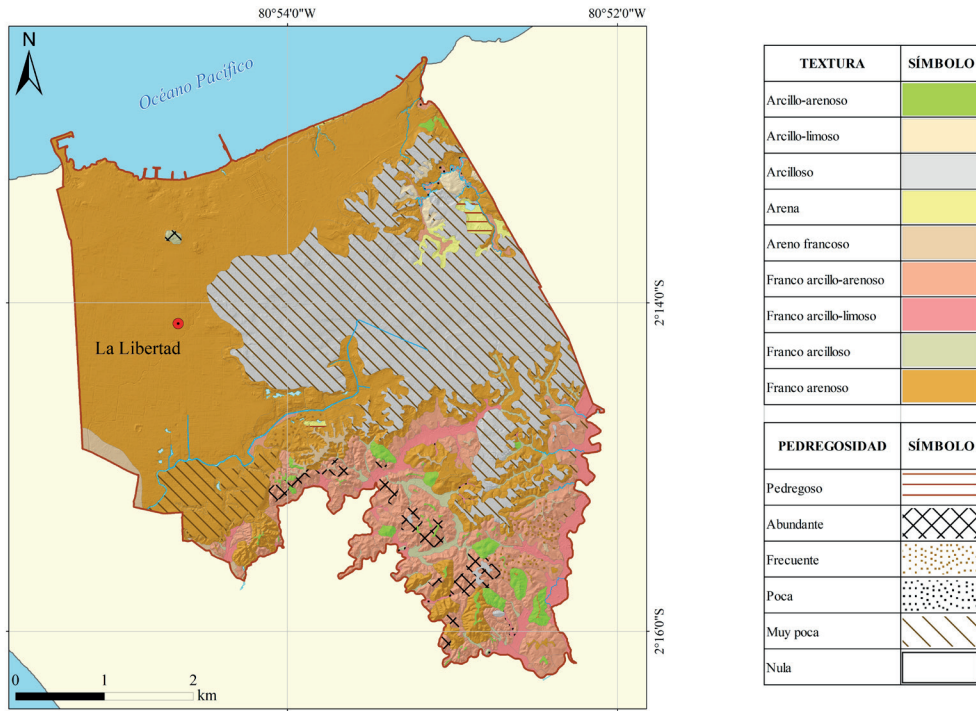 80°54'0"W
80°52'0"W
N
Océano Pacífico
2°14'0"S
La Libertad
2°16'0"S
0 1 2
km
TEXTURA SÍMBOLO
Arcillo-arenoso
Arcillo-limoso
Arcilloso
Arena
Areno francoso
Franco arcillo-arenoso
Franco arcillo-limoso
Franco arcilloso
Franco arenoso
PEDREGOSIDAD SÍMBOLO
Pedregoso
Abundante
Frecuente
Poca
Muy poca
Nula